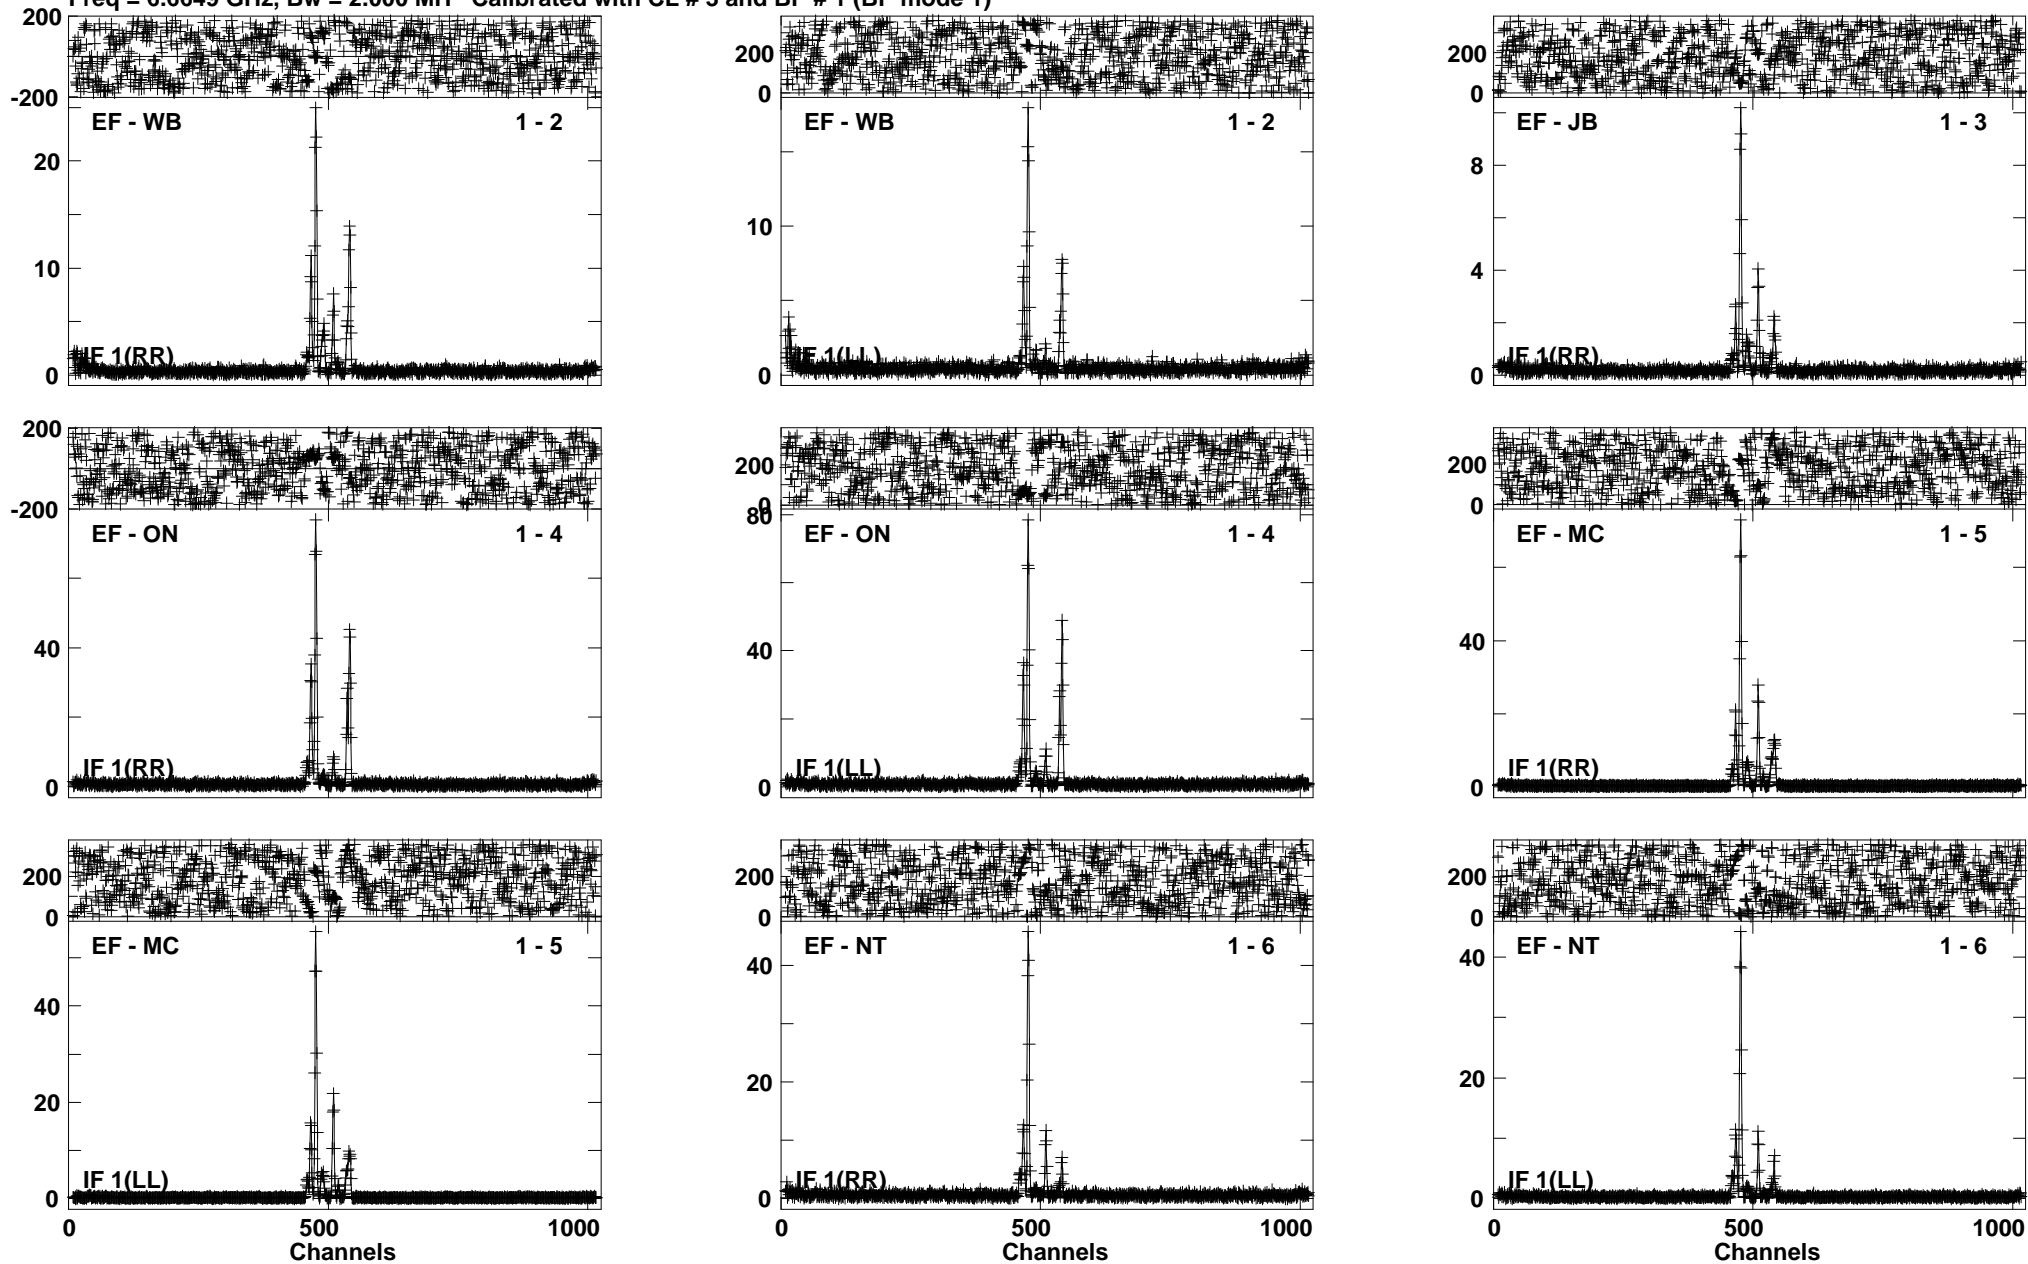 Freq = 6.6649 GHz, Bw = 2.000 MH Calibrated with CL # 3 and BP # 1 (BP mode 1)
200
-200
EF - WB 1 - 2
20
10
0
IF 1(RR)
200
0
EF - WB 1 - 2
10
0
IF 1(LL)
200
0
EF - JB 1 - 3
8
4
0
IF 1(RR)
200
-200
EF - ON 1 - 4
40
0
IF 1(RR)
200
0
80
EF - ON 1 - 4
40
0
IF 1(LL)
200
0
EF - MC 1 - 5
40
0
IF 1(RR)
200
0
EF - MC 1 - 5
40
20
0
IF 1(LL)
0 500 1000
Channels
200
0
EF - NT 1 - 6
40
20
0
IF 1(RR)
0 500 1000
Channels
200
0
EF - NT 1 - 6
40
20
0
IF 1(LL)
0 500 1000
Channels